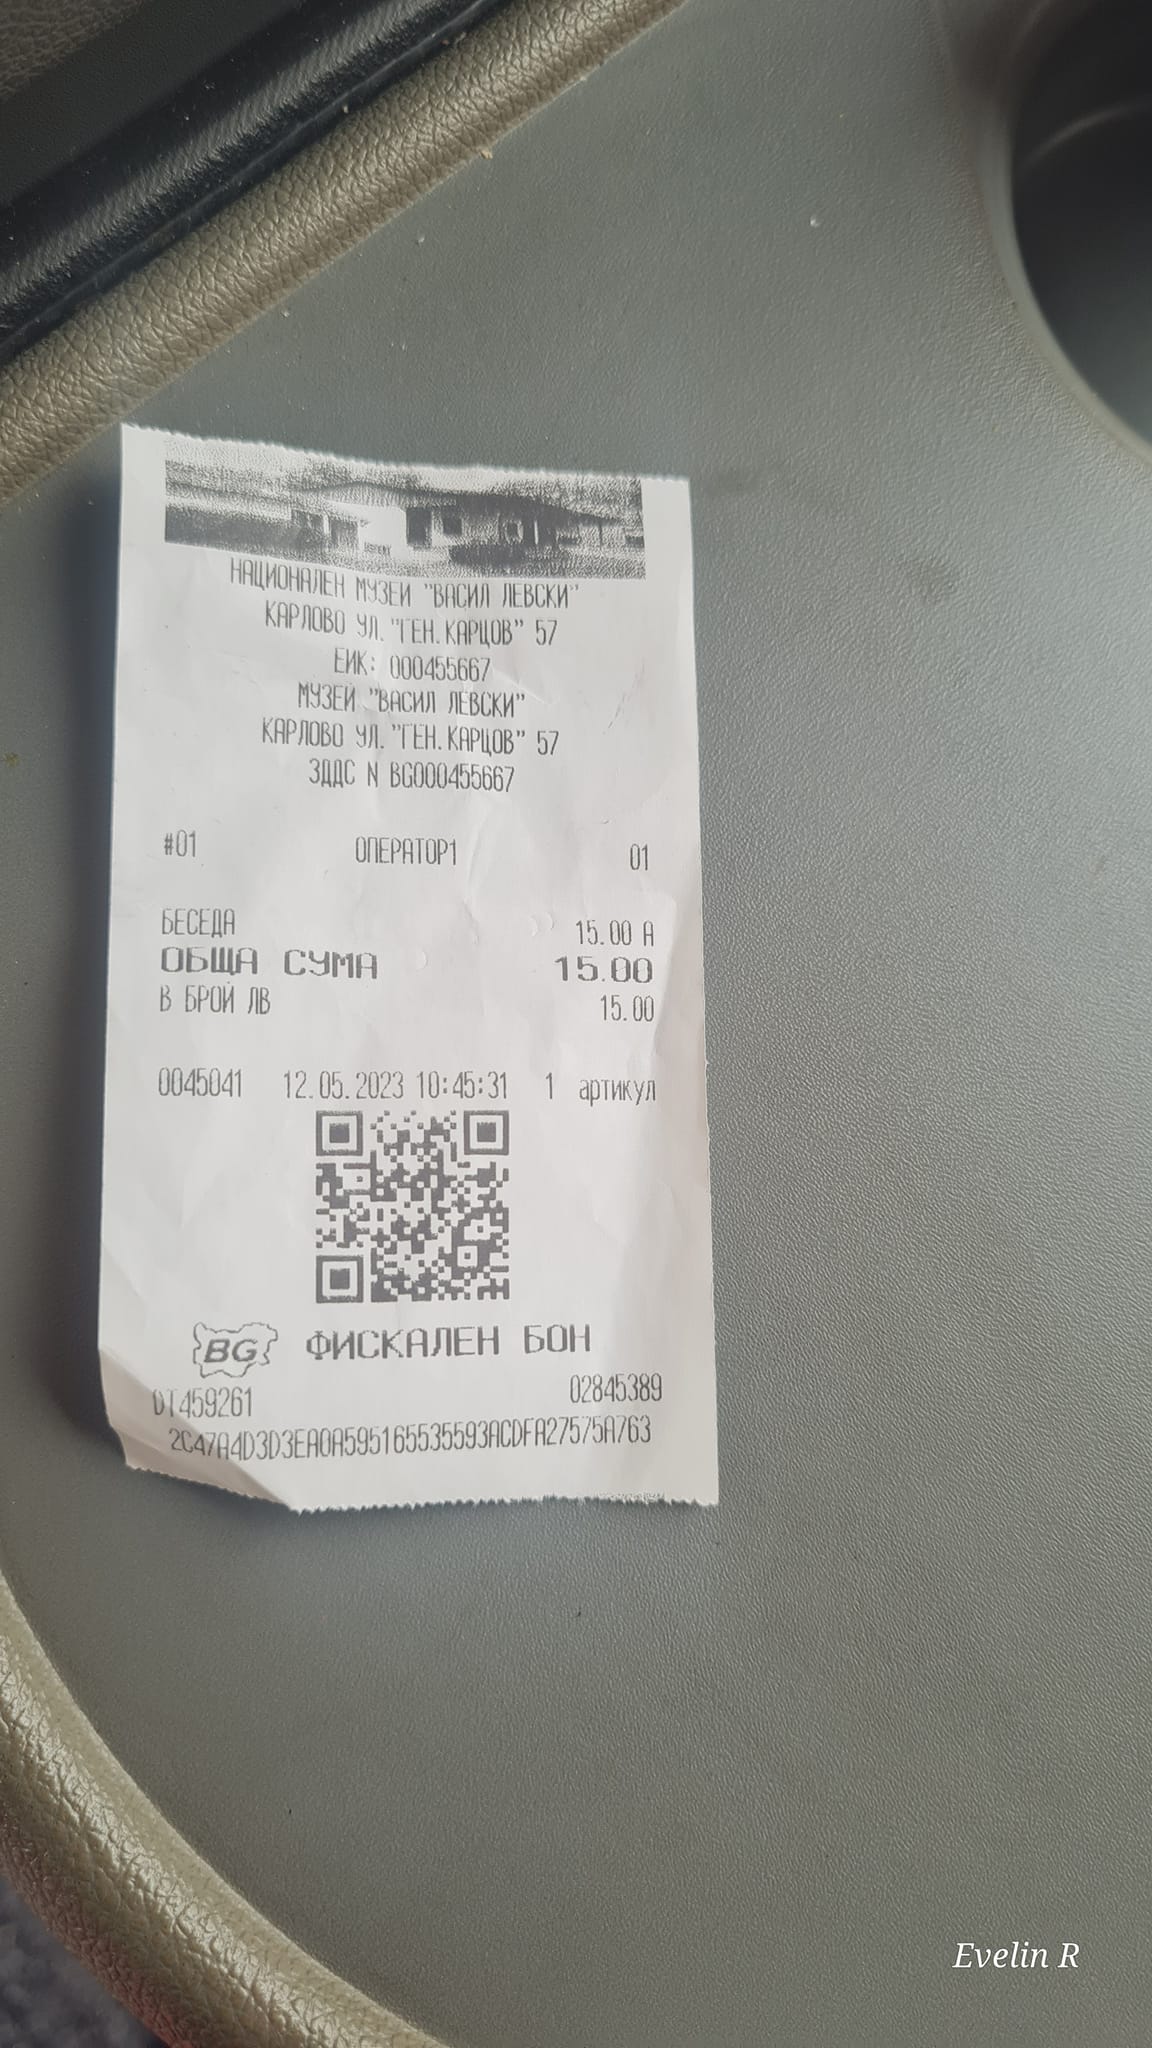 НАЦИОНАЛЕН МУЗЕЙ "ВАСИЛ ЛЕВСКИ"
КАРЛОВО УЛ. "ГЕН.КАРЦОВ" 57
ЕИК: 000455667
МУЗЕЙ "ВАСИЛ ЛЕВСКИ"
КАРЛОВО УЛ. "ГЕН.КАРЦОВ" 57
ЗДДС N BG000455667
#01 ОПЕРАТОР1 01
БЕСЕДА 15.00 А
ОБЩА СУМА 15.00
В БРОЙ ЛВ 15.00
0045041 12.05.2023 10:45:31 1 артикул
BG ФИСКАЛЕН БОН
DT459261 02845389
2C47A4D3D3EA0A595165535593ACDFA27575A763
Evelin R